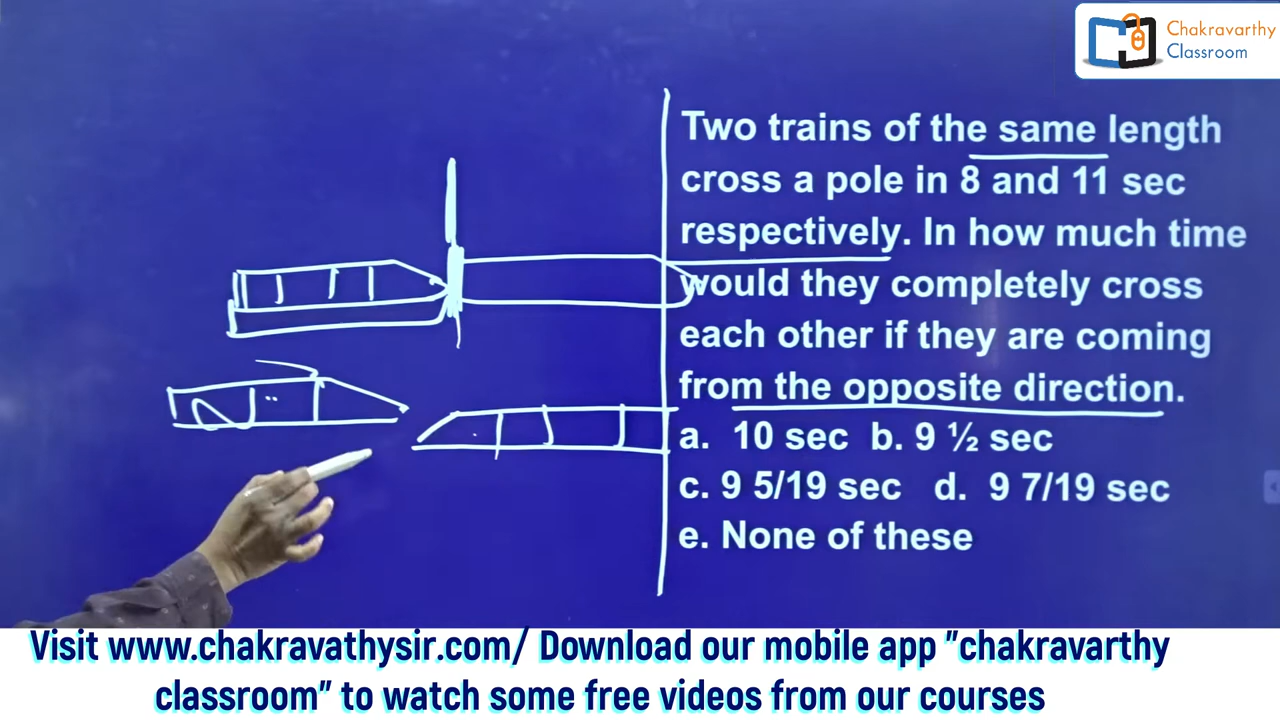 Chakravarthy
Classroom
Two trains of the same length
cross a pole in 8 and 11 sec
respectively. In how much time
would they completely cross
each other if they are coming
from the opposite direction.
a. 10 sec b. 9 ½ sec
c. 9 5/19 sec d. 9 7/19 sec
e. None of these
Visit www.chakravathysir.com/ Download our mobile app "chakravarthy
classroom" to watch some free videos from our courses